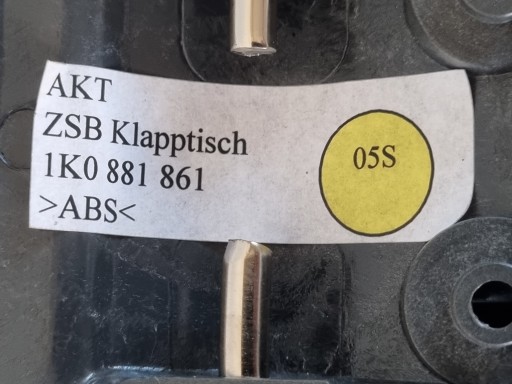 AKT
ZSB Klapptisch
1K0 881 861
>ABS<
05S